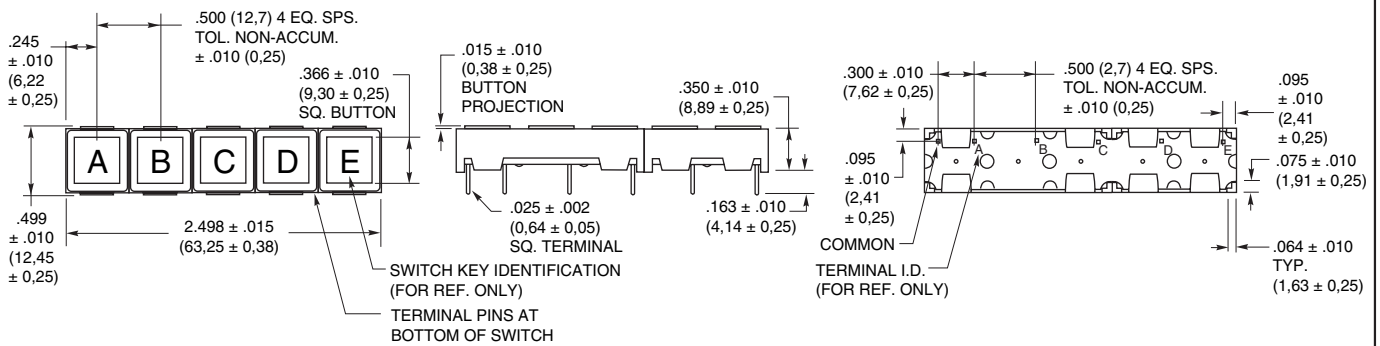 .500 (12,7) 4 EQ. SPS.
TOL. NON-ACCUM.
± .010 (0,25)
.245
± .010
(6,22
± 0,25)
.366 ± .010
(9,30 ± 0,25)
SQ. BUTTON
A B C D E
.499
± .010
(12,45
± 0,25)
2.498 ± .015
(63,25 ± 0,38)
SWITCH KEY IDENTIFICATION
(FOR REF. ONLY)
TERMINAL PINS AT
BOTTOM OF SWITCH
.015 ± .010
(0,38 ± 0,25)
BUTTON
PROJECTION
.350 ± .010
(8,89 ± 0,25)
.025 ± .002
(0,64 ± 0,05)
SQ. TERMINAL
.163 ± .010
(4,14 ± 0,25)
.300 ± .010
(7,62 ± 0,25)
.500 (2,7) 4 EQ. SPS.
TOL. NON-ACCUM.
± .010 (0,25)
.095
± .010
(2,41
± 0,25)
A B C D E
.095
± .010
(2,41
± 0,25)
.075 ± .010
(1,91 ± 0,25)
COMMON
TERMINAL I.D.
(FOR REF. ONLY)
.064 ± .010
TYP.
(1,63 ± 0,25)